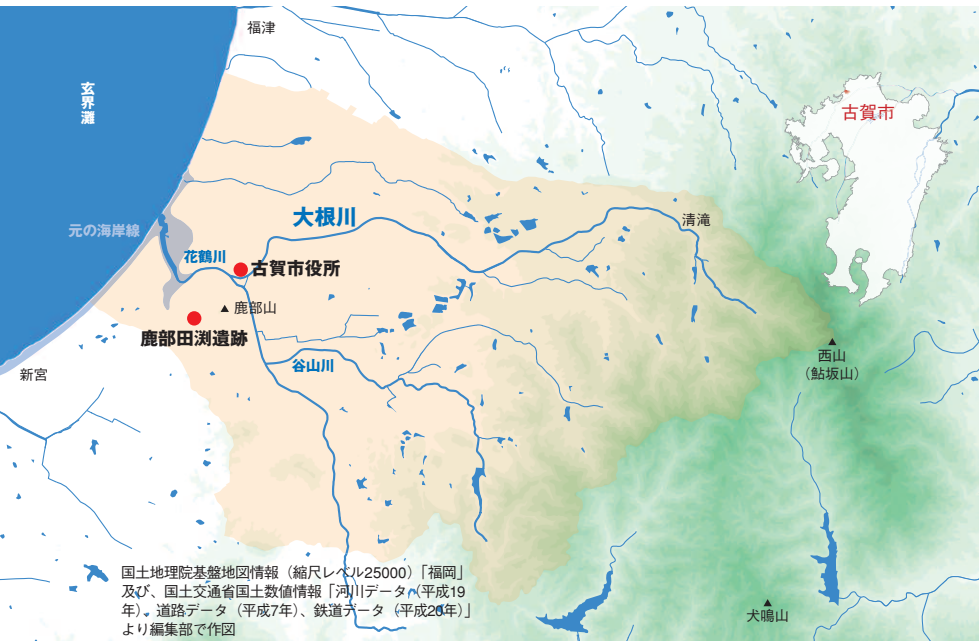 福津
玄界灘
古賀市
元の海岸線
大根川
清滝
花鶴川
古賀市役所
鹿部山
鹿部田渕遺跡
西山
（鮎坂山）
谷山川
新宮
国土地理院基盤地図情報（縮尺レベル25000）「福岡」
及び、国土交通省国土数値情報「河川データ（平成19
年）、道路データ（平成7年）、鉄道データ（平成26年）」
より編集部で作図
犬鳴山